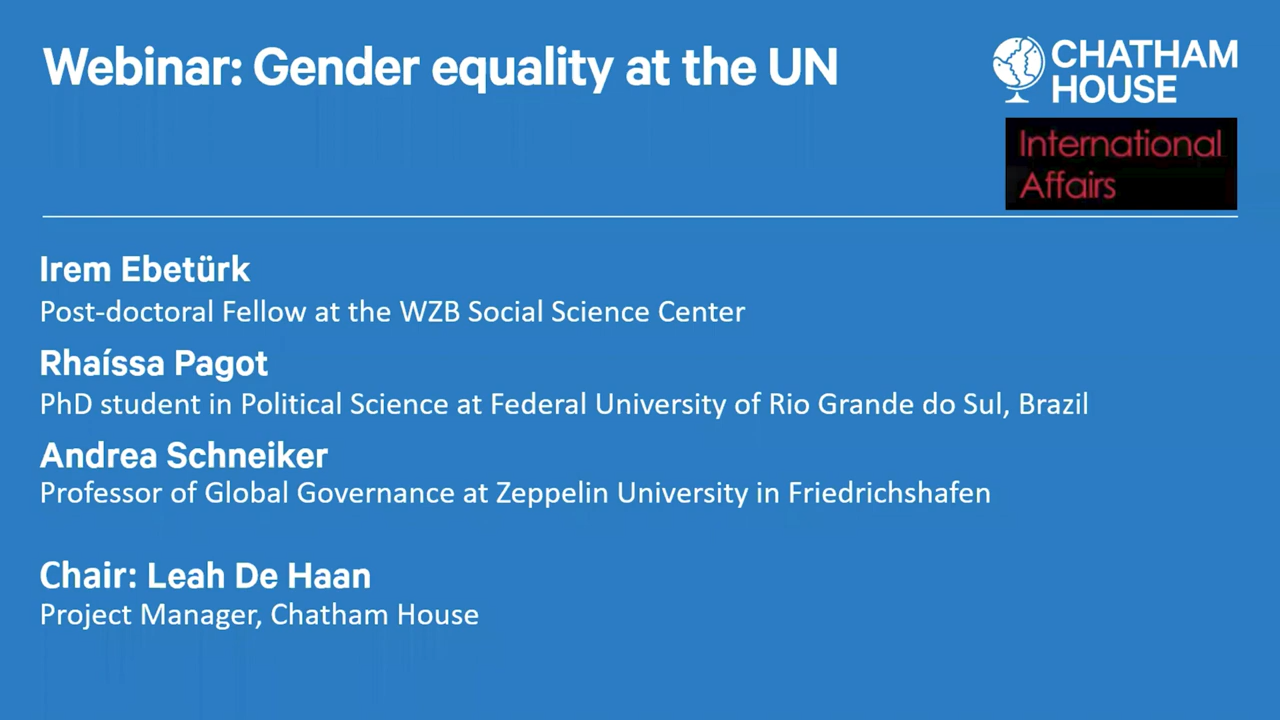 Webinar: Gender equality at the UN
CHATHAM
HOUSE
International
Affairs
Irem Ebetürk
Post-doctoral Fellow at the WZB Social Science Center
Rhaíssa Pagot
PhD student in Political Science at Federal University of Rio Grande do Sul, Brazil
Andrea Schneiker
Professor of Global Governance at Zeppelin University in Friedrichshafen
Chair: Leah De Haan
Project Manager, Chatham House